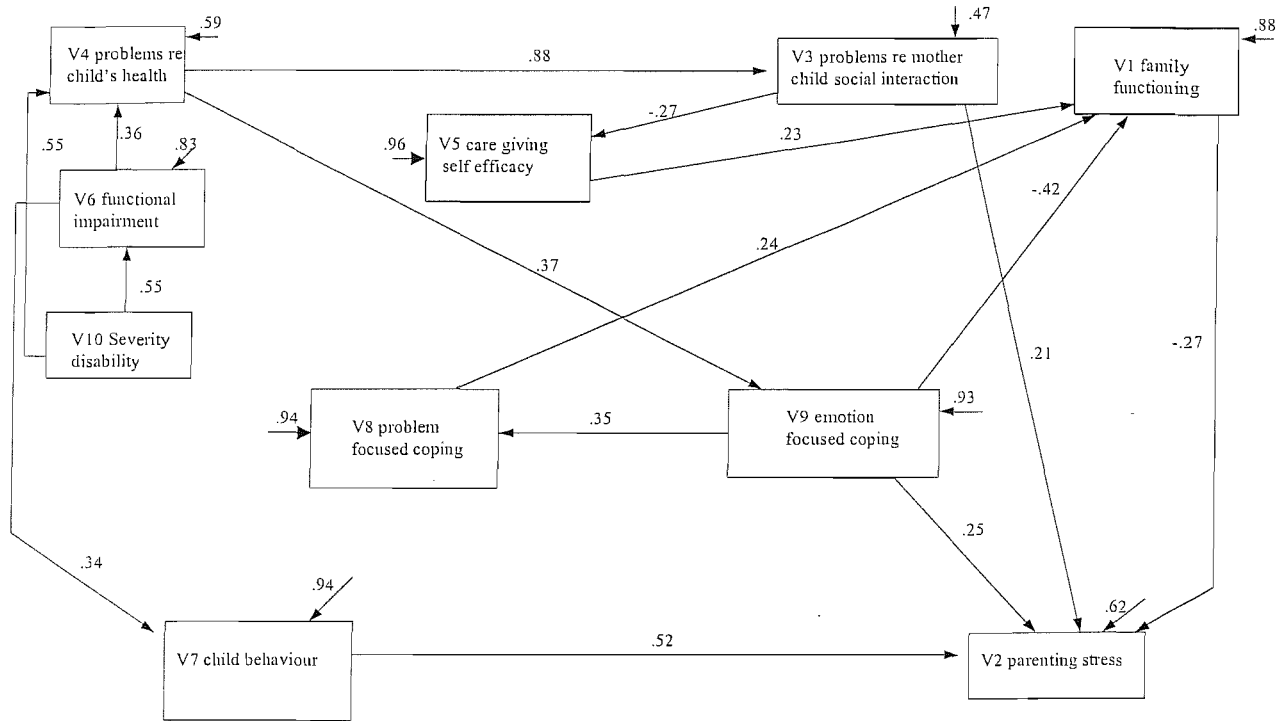 .59
V4 problems re
child's health
.88
.47
V3 problems re mother
child social interaction
.88
V1 family
functioning
-.27
.96
V5 care giving
self efficacy
.23
.55
.36
.83
V6 functional
impairment
-.42
.24
.37
.55
V10 Severity
disability
.21
-.27
.94
V8 problem
focused coping
.35
V9 emotion
focused coping
.93
.25
.34
.94
V7 child behaviour
.52
.62
V2 parenting stress